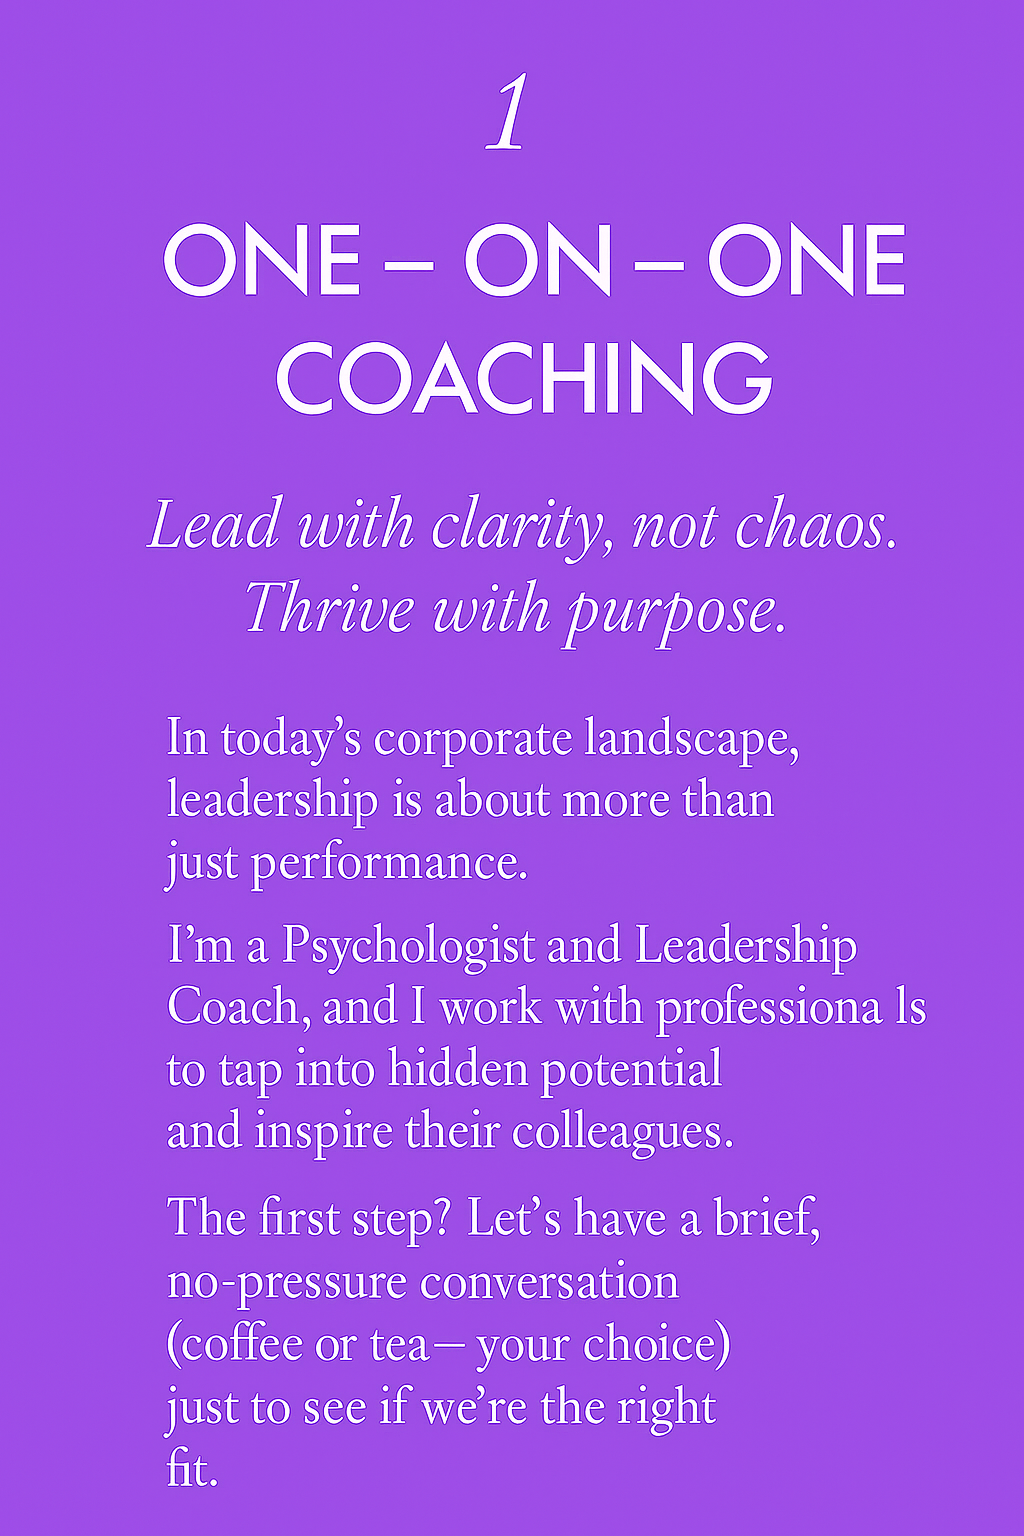 1
ONE – ON – ONE
COACHING
Lead with clarity, not chaos.
Thrive with purpose.
In today’s corporate landscape,
leadership is about more than
just performance.
I’m a Psychologist and Leadership
Coach, and I work with professiona ls
to tap into hidden potential
and inspire their colleagues.
The first step? Let’s have a brief,
no-pressure conversation
(coffee or tea— your choice)
just to see if we’re the right
fit.